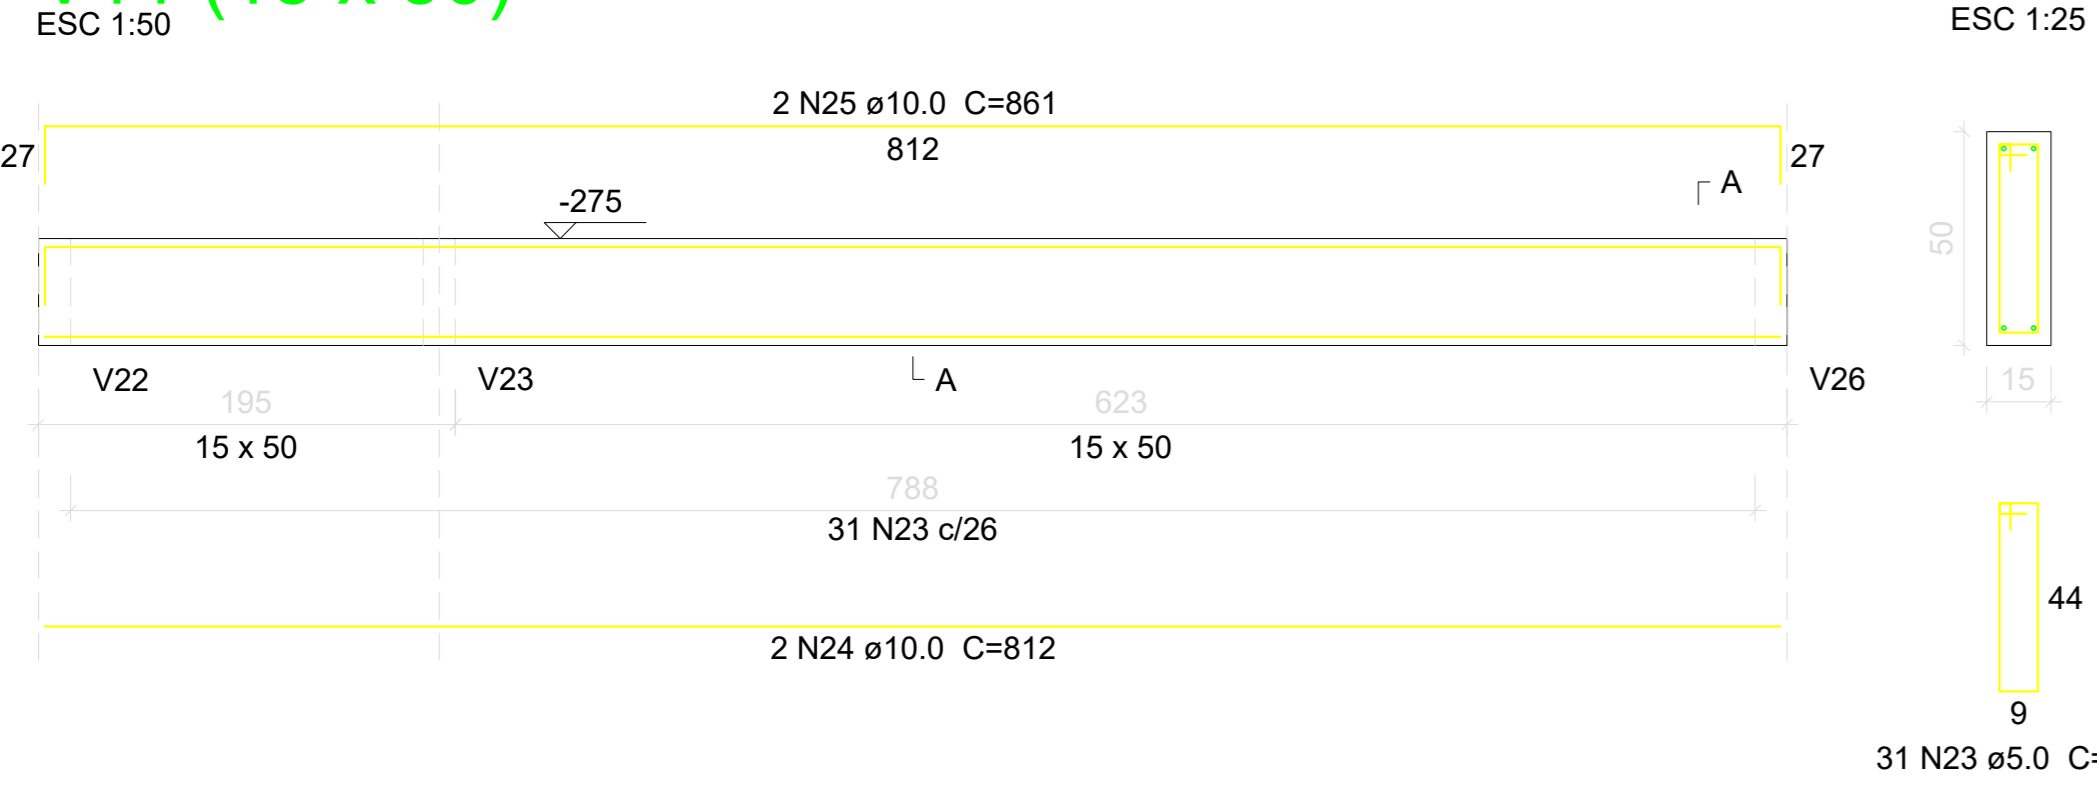 ESC 1:50
ESC 1:25
2 N25 ø10.0 C=861
27
812
27
A
-275
50
V22
V23
A
V26
15
195
623
15 x 50
15 x 50
788
31 N23 c/26
44
2 N24 ø10.0 C=812
9
31 N23 ø5.0 C=